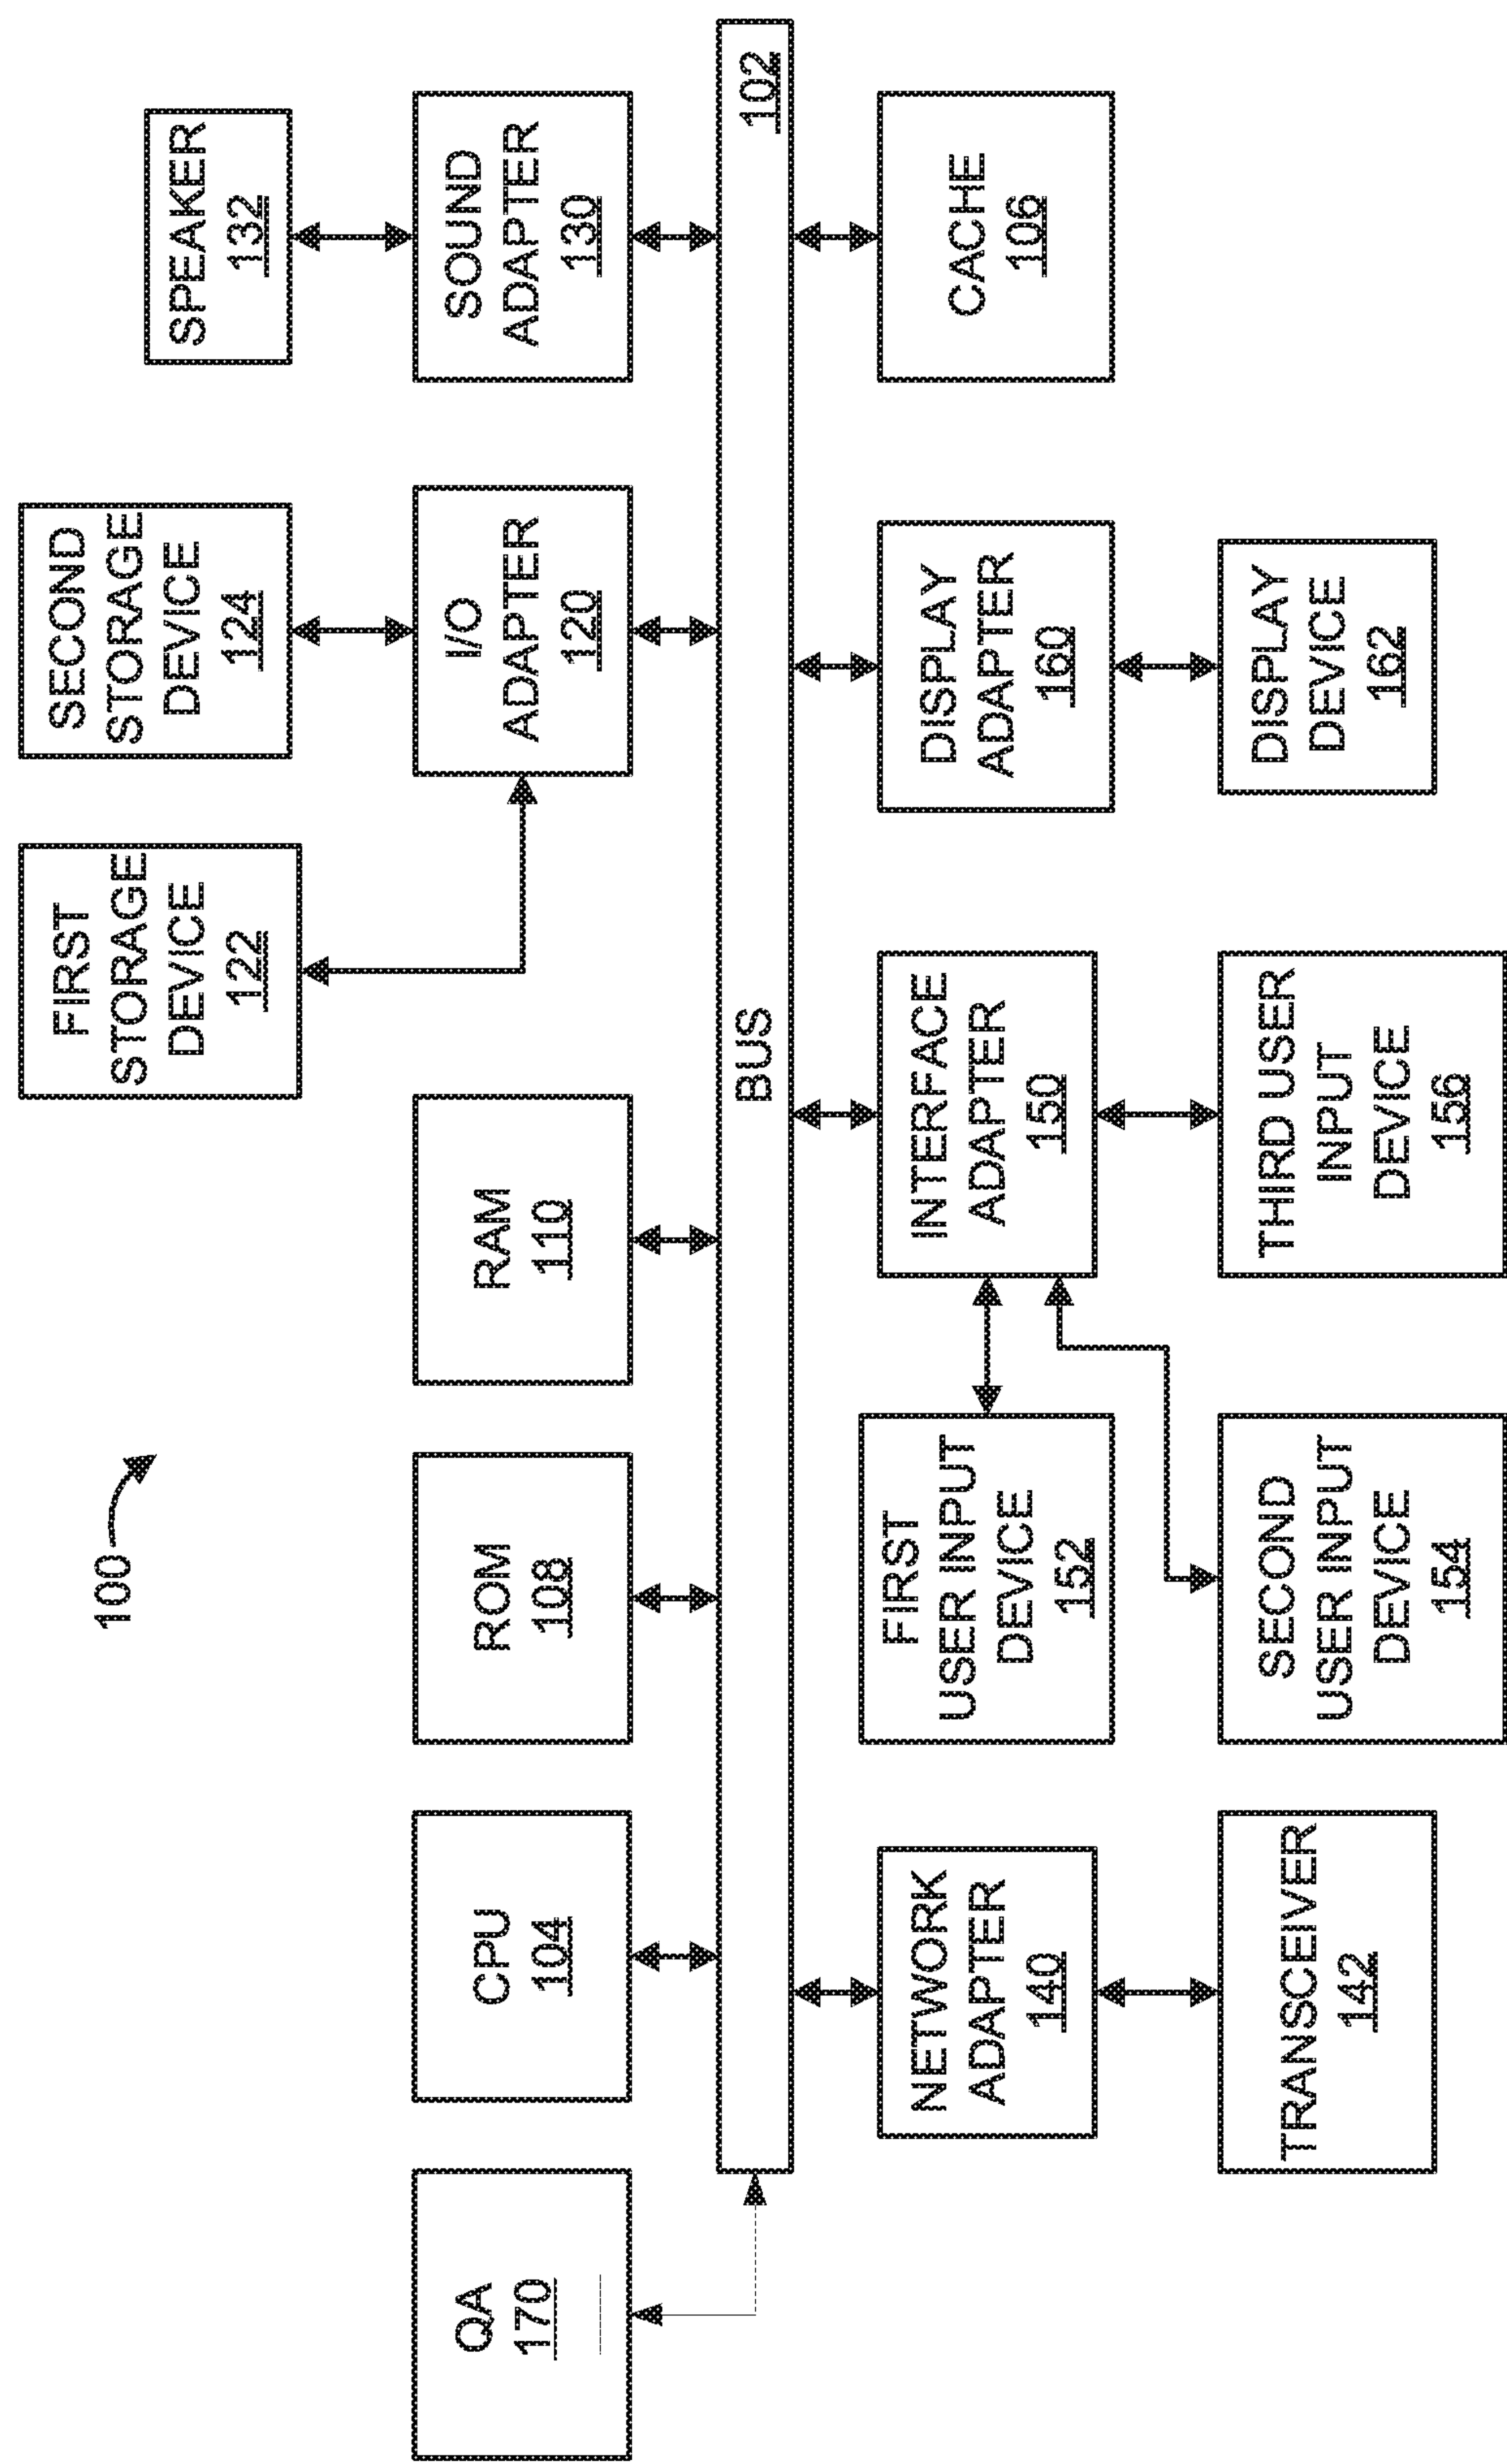 100
FIRST
STORAGE
DEVICE
122
SECOND
STORAGE
DEVICE
124
SPEAKER
132
QA
170
CPU
104
ROM
108
RAM
110
I/O
ADAPTER
120
SOUND
ADAPTER
130
BUS
102
NETWORK
ADAPTER
140
FIRST
USER INPUT
DEVICE
152
INTERFACE
ADAPTER
150
DISPLAY
ADAPTER
160
CACHE
106
TRANSCEIVER
142
SECOND
USER INPUT
DEVICE
154
THIRD USER
INPUT
DEVICE
156
DISPLAY
DEVICE
162